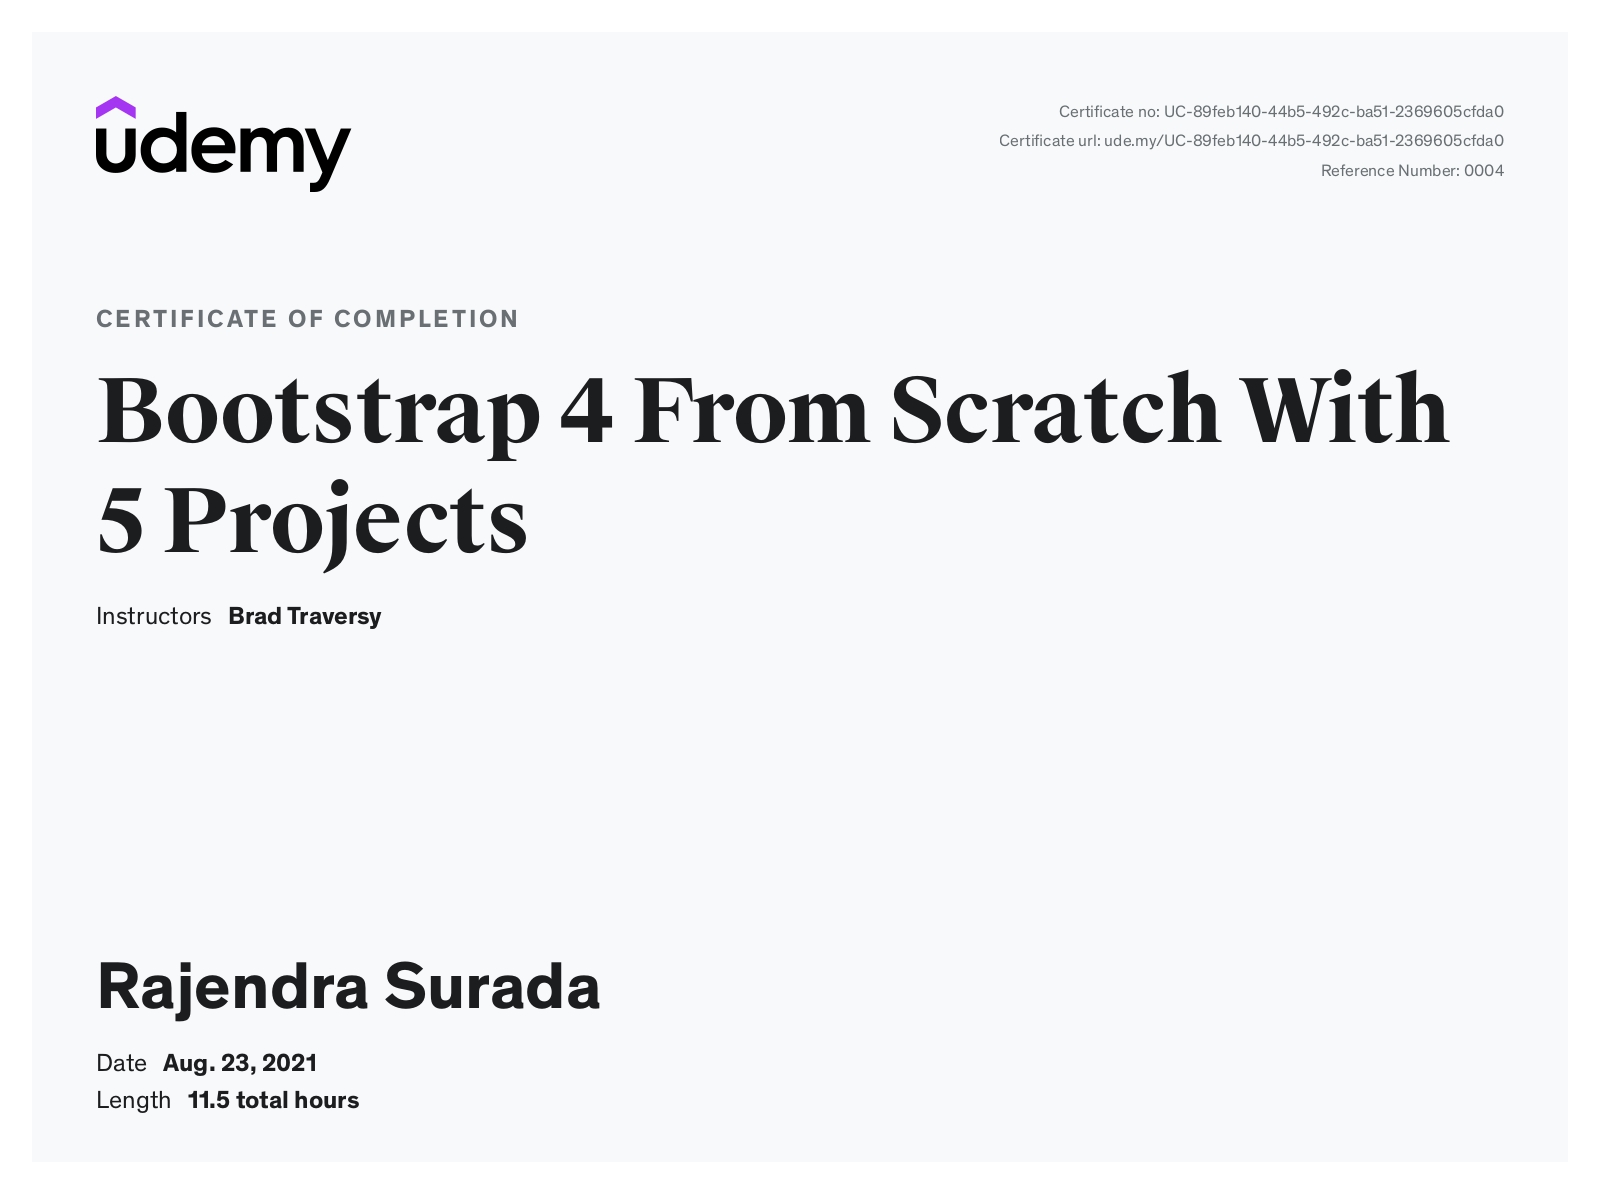 udemy
Certificate no: UC-89feb140-44b5-492c-ba51-2369605cfda0
Certificate url: ude.my/UC-89feb140-44b5-492c-ba51-2369605cfda0
Reference Number: 0004
CERTIFICATE OF COMPLETION
Bootstrap 4 From Scratch With
5 Projects
Instructors Brad Traversy
Rajendra Surada
Date Aug. 23, 2021
Length 11.5 total hours